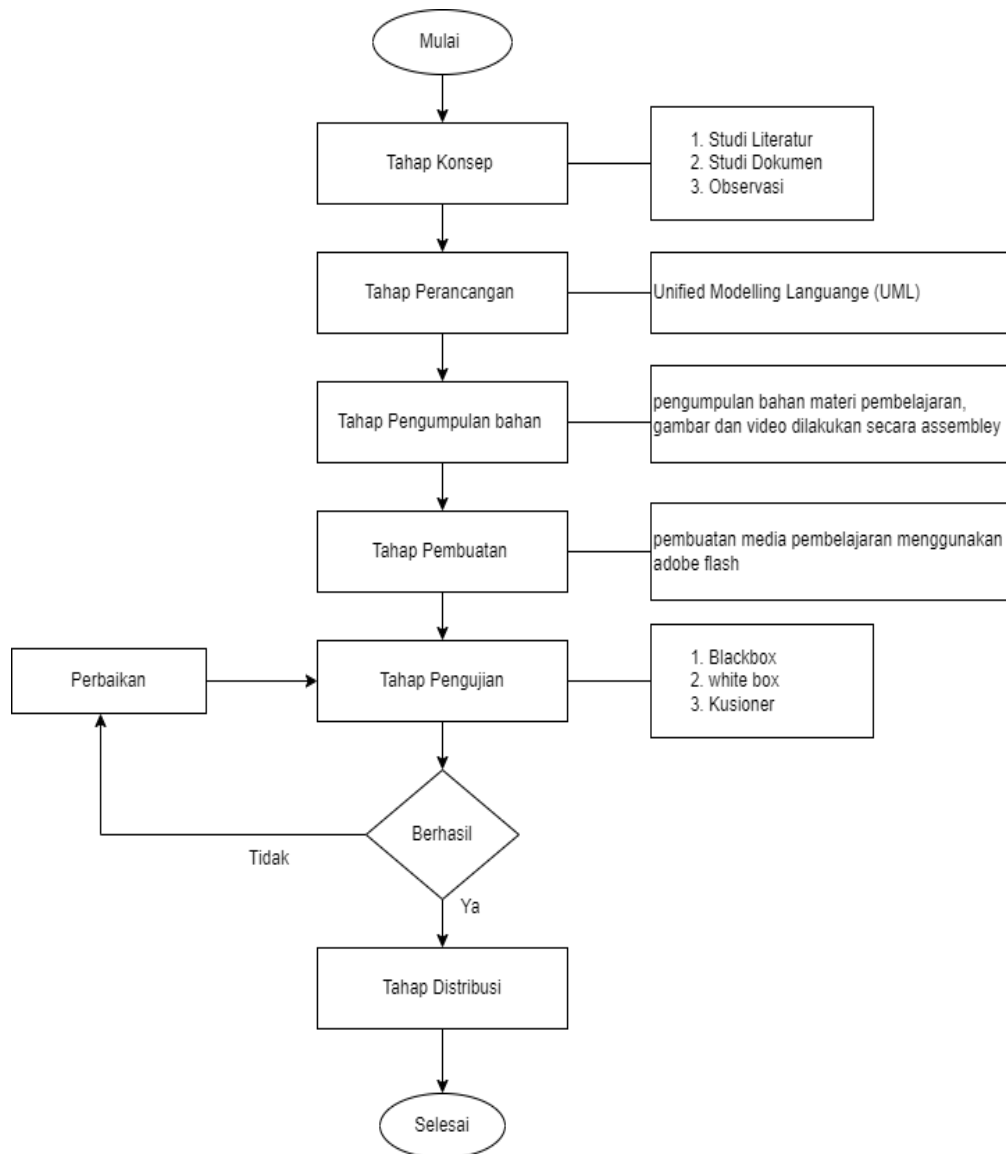 Mulai
Tahap Konsep
1. Studi Literatur
2. Studi Dokumen
3. Observasi
Tahap Perancangan
Unified Modelling Languange (UML)
Tahap Pengumpulan bahan
pengumpulan bahan materi pembelajaran,
gambar dan video dilakukan secara assembley
Tahap Pembuatan
pembuatan media pembelajaran menggunakan
adobe flash
Perbaikan
Tahap Pengujian
1. Blackbox
2. white box
3. Kusioner
Berhasil
Tidak
Ya
Tahap Distribusi
Selesai